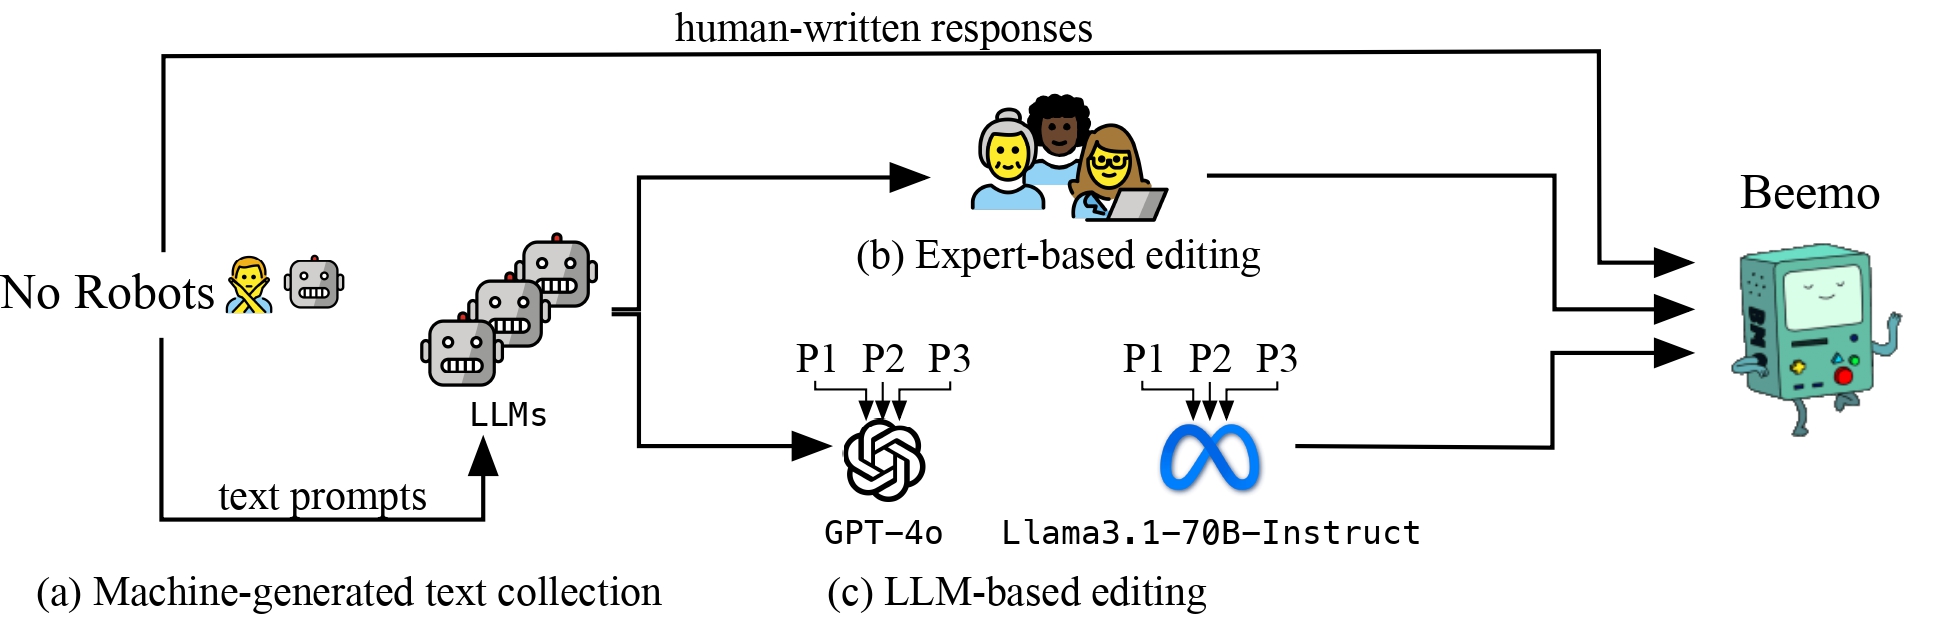 human-written responses
Beemo
(b) Expert-based editing
No Robots
BMO
P1 P2 P3
P1 P2 P3
LLMs
text prompts
GPT-4o
Llama3.1-70B-Instruct
(a) Machine-generated text collection
(c) LLM-based editing